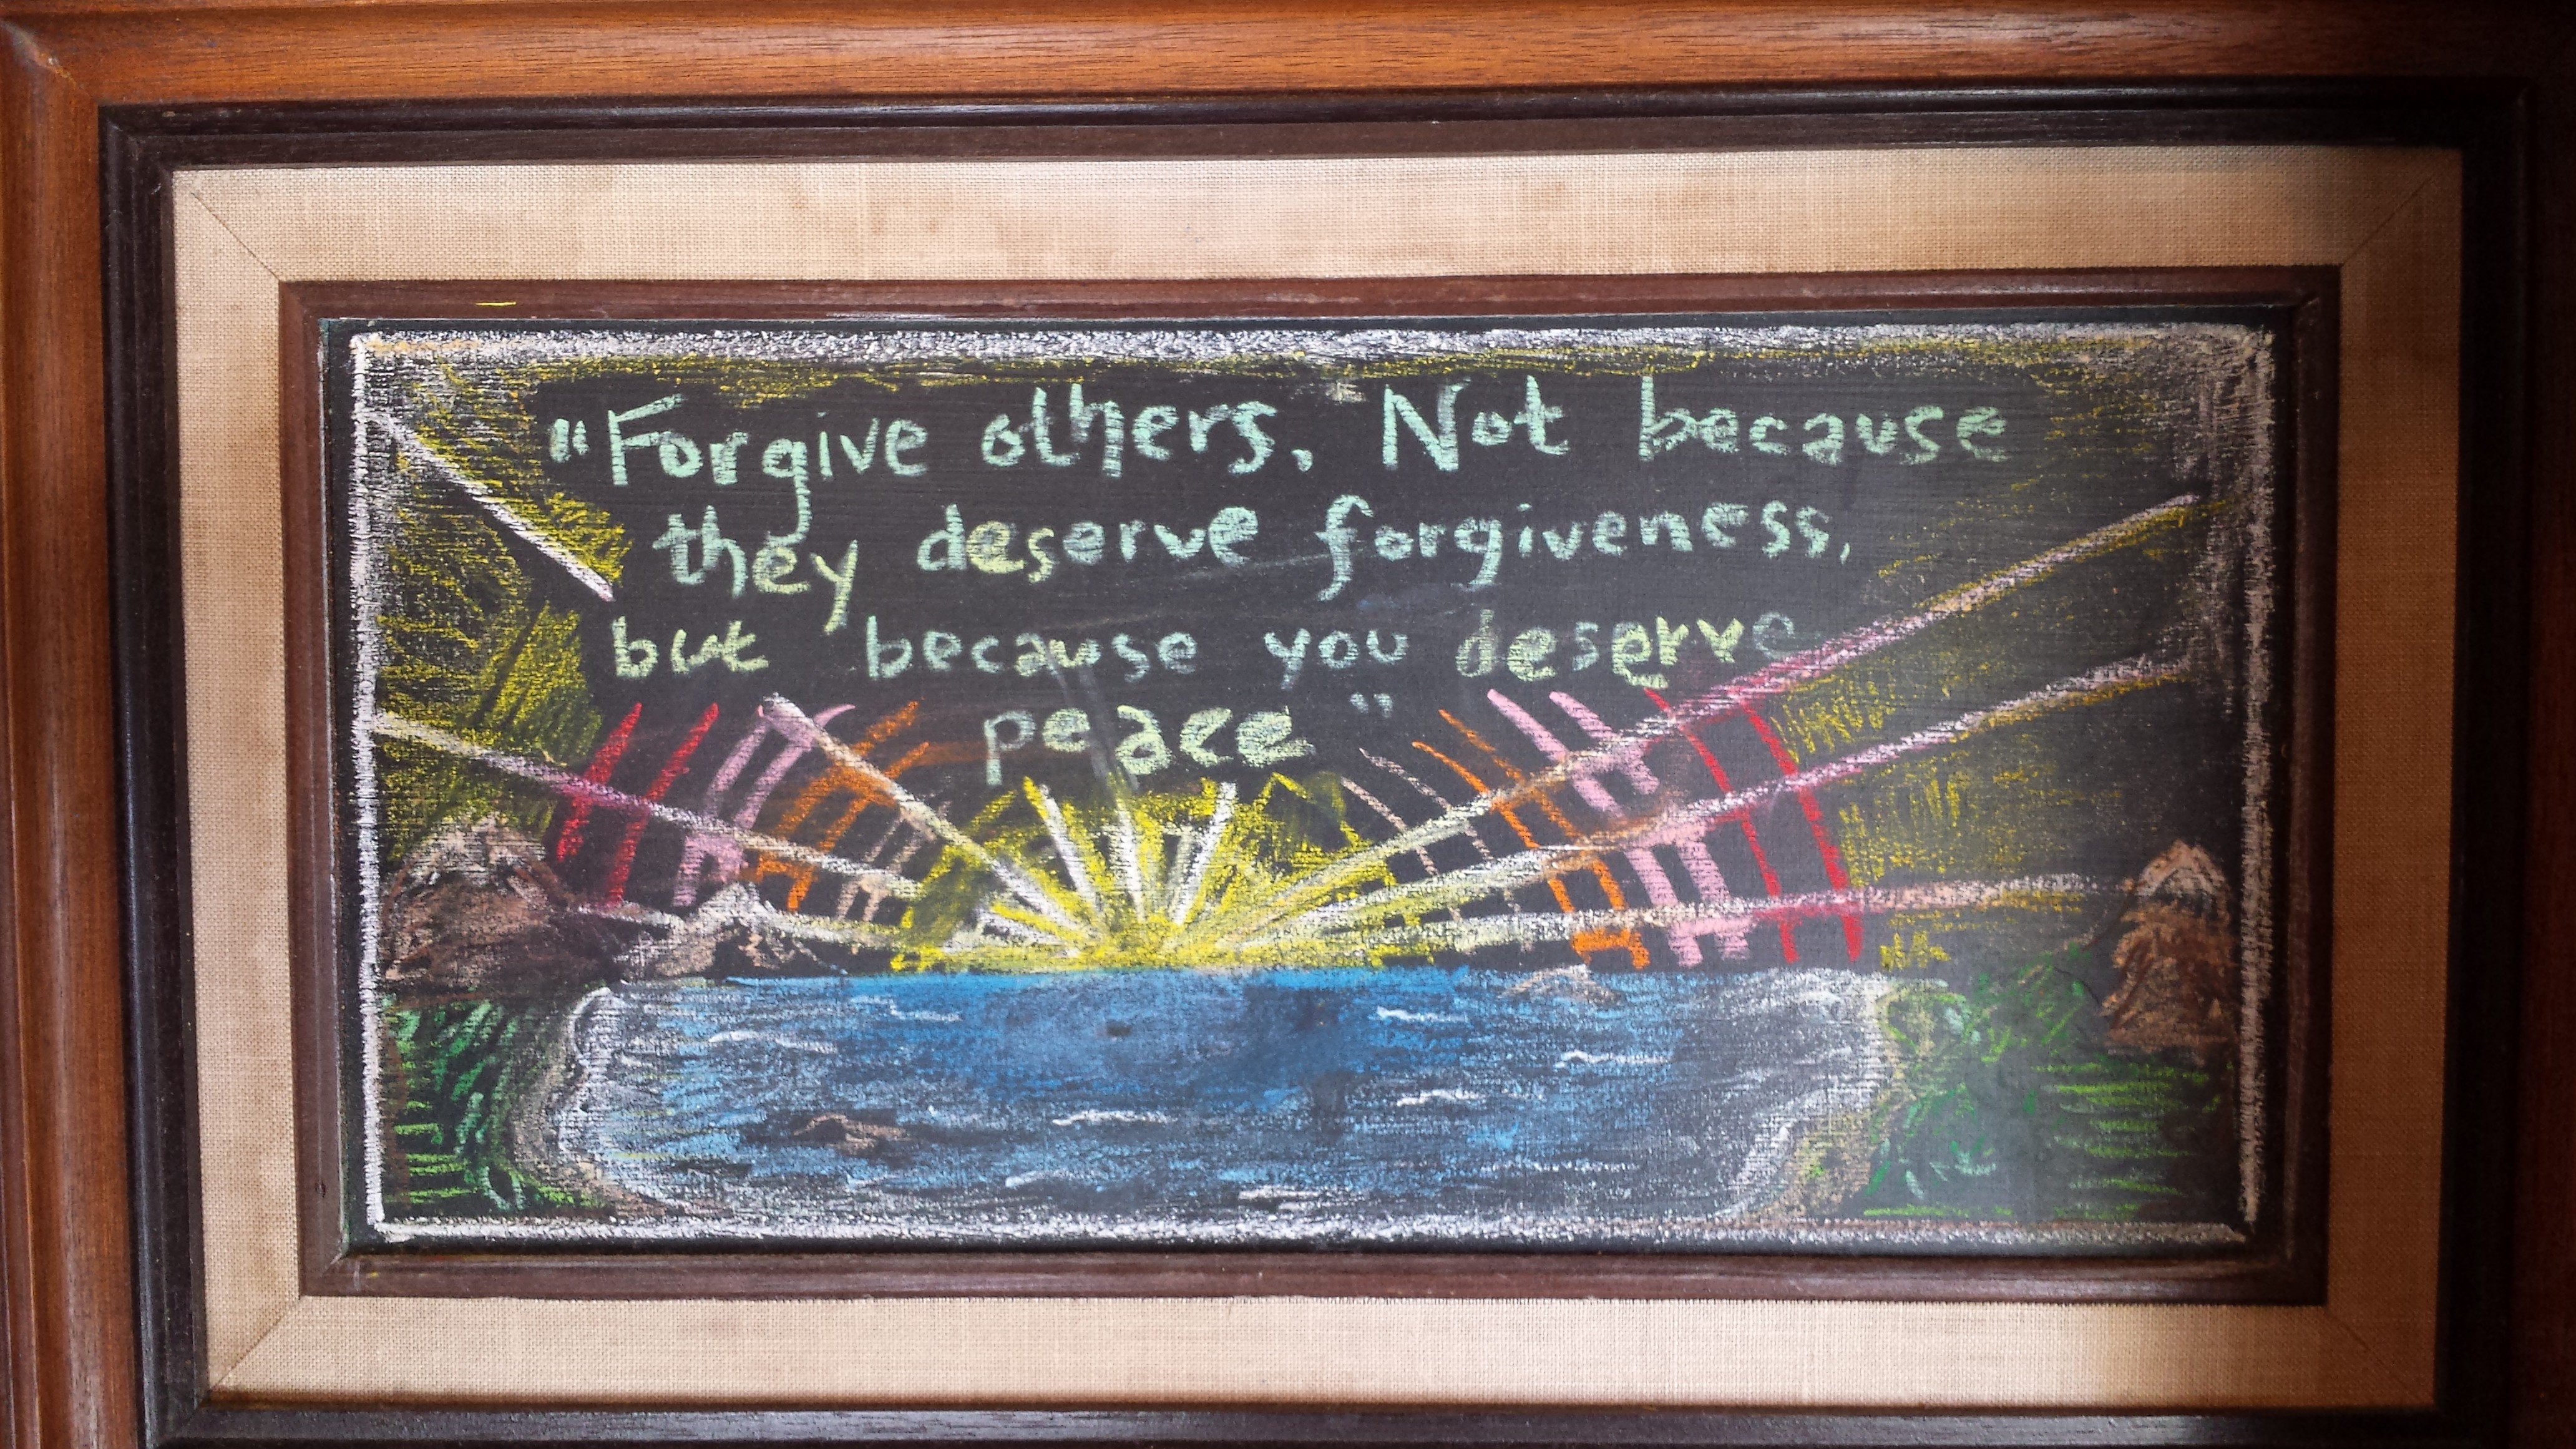 "Forgive others, Not because
they deserve forgiveness,
but because you deserve
peace"